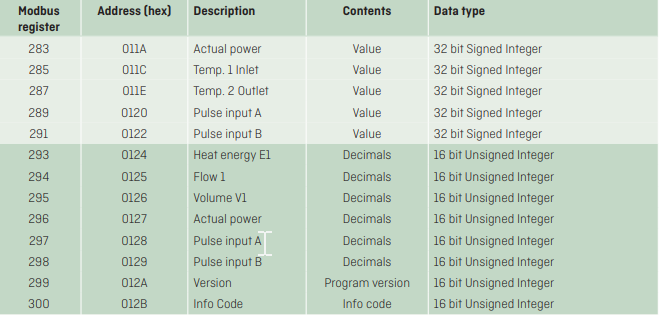 Modbus register Address (hex) Description Contents Data type
283 011A Actual power Value 32 bit Signed Integer
285 011C Temp. 1 Inlet Value 32 bit Signed Integer
287 011E Temp. 2 Outlet Value 32 bit Signed Integer
289 0120 Pulse input A Value 32 bit Signed Integer
291 0122 Pulse input B Value 32 bit Signed Integer
293 0124 Heat energy E1 Decimals 16 bit Unsigned Integer
294 0125 Flow 1 Decimals 16 bit Unsigned Integer
295 0126 Volume V1 Decimals 16 bit Unsigned Integer
296 0127 Actual power Decimals 16 bit Unsigned Integer
297 0128 Pulse input A Decimals 16 bit Unsigned Integer
298 0129 Pulse input B Decimals 16 bit Unsigned Integer
299 012A Version Program version 16 bit Unsigned Integer
300 012B Info Code Info code 16 bit Unsigned Integer